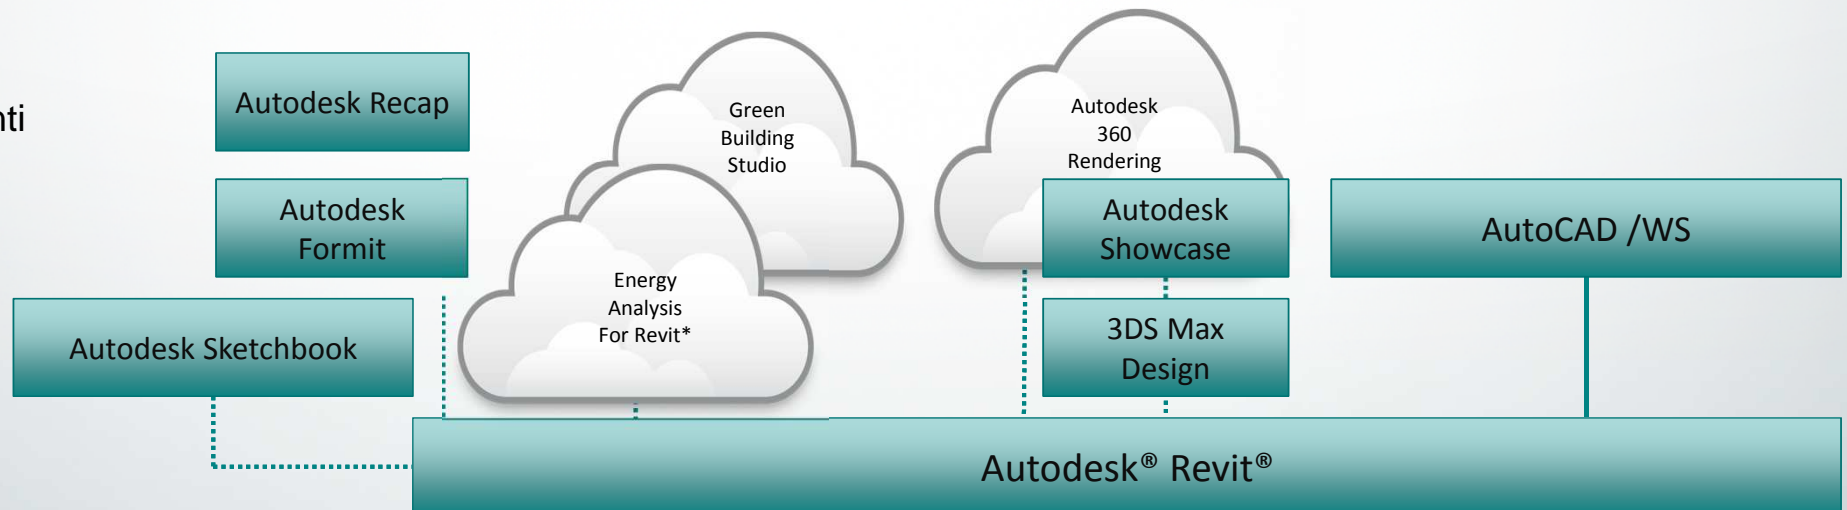 nti
Autodesk Recap
Autodesk
Formit
Autodesk Sketchbook
Green
Building
Studio
Energy
Analysis
For Revit*
Autodesk
360
Rendering
Autodesk
Showcase
3DS Max
Design
AutoCAD /WS
Autodesk® Revit®